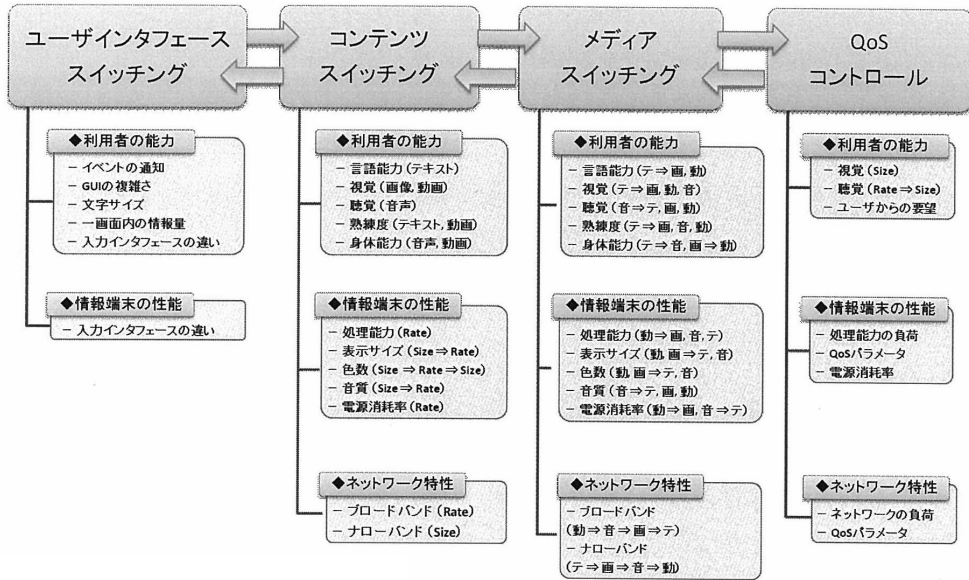 ユーザインタフェース
スイッチング
コンテンツ
スイッチング
メディア
スイッチング
QoS
コントロール
◆利用者の能力
− イベントの通知
− GUIの複雑さ
− 文字サイズ
− 一画面内の情報量
− 入力インタフェースの違い
◆情報端末の性能
− 入力インタフェースの違い
◆利用者の能力
− 言語能力(テキスト)
− 視覚(画像,動画)
− 聴覚(音声)
− 熟練度(テキスト,動画)
− 身体能力(音声,動画)
◆情報端末の性能
− 処理能力(Rate)
− 表示サイズ(Size⇒Rate)
− 色数(Size⇒Rate⇒Size)
− 音質(Size⇒Rate)
− 電源消耗率(Rate)
◆ネットワーク特性
− ブロードバンド(Rate)
− ナローバンド(Size)
◆利用者の能力
− 言語能力(テ⇒画,動)
− 視覚(テ⇒画,動,音)
− 聴覚(音⇒テ,画,動)
− 熟練度(テ⇒画,音,動)
− 身体能力(テ⇒音,画⇒動)
◆情報端末の性能
− 処理能力(動⇒画,音,テ)
− 表示サイズ(動,画⇒テ,音)
− 色数(動,画⇒テ,音)
− 音質(音⇒テ,画,動)
− 電源消耗率(動⇒画,音⇒テ)
◆ネットワーク特性
− ブロードバンド
(動⇒音⇒画⇒テ)
− ナローバンド
(テ⇒画⇒音⇒動)
◆利用者の能力
− 視覚(Size)
− 聴覚(Rate⇒Size)
− ユーザからの要望
◆情報端末の性能
− 処理能力の負荷
− QoSパラメータ
− 電源消耗率
◆ネットワーク特性
− ネットワークの負荷
− QoSパラメータ